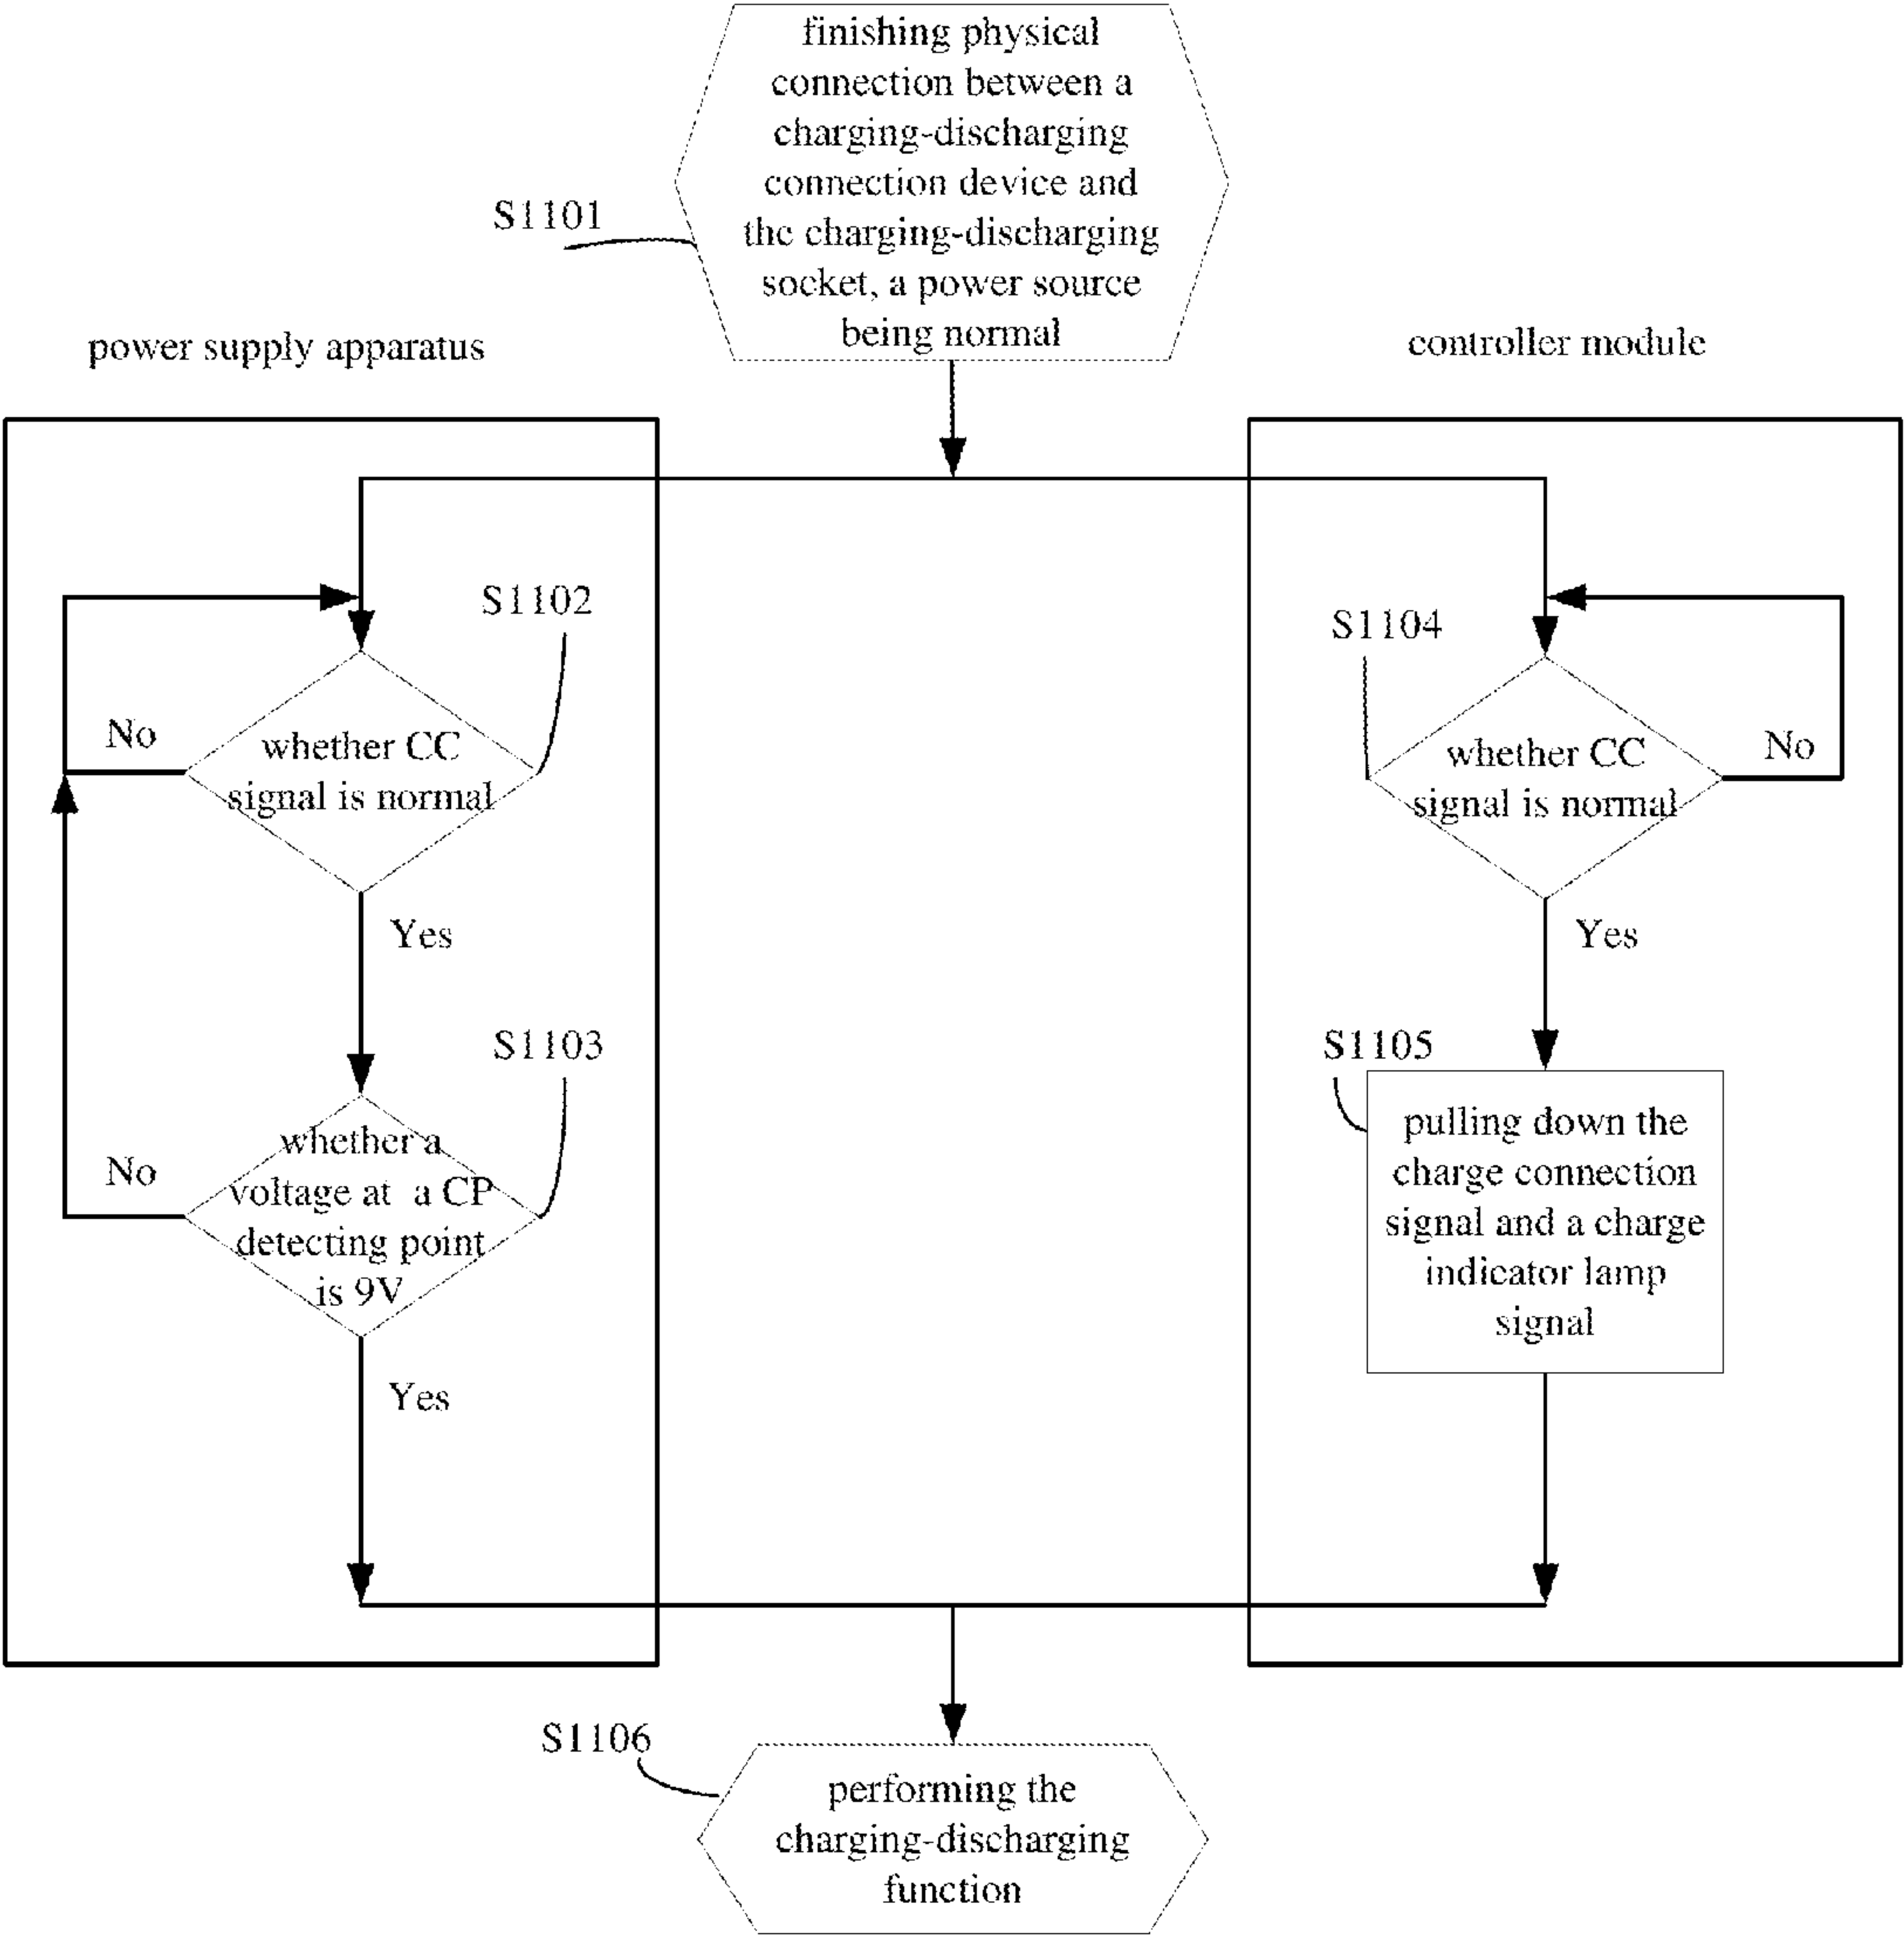 finishing physical
connection between a
charging-discharging
connection device and
the charging-discharging
socket, a power source
being normal
S1101
power supply apparatus
controller module
S1102
No
whether CC
signal is normal
Yes
S1103
No
whether a
voltage at a CP
detecting point
is 9V
Yes
S1104
whether CC
signal is normal
No
Yes
S1105
pulling down the
charge connection
signal and a charge
indicator lamp
signal
S1106
performing the
charging-discharging
function